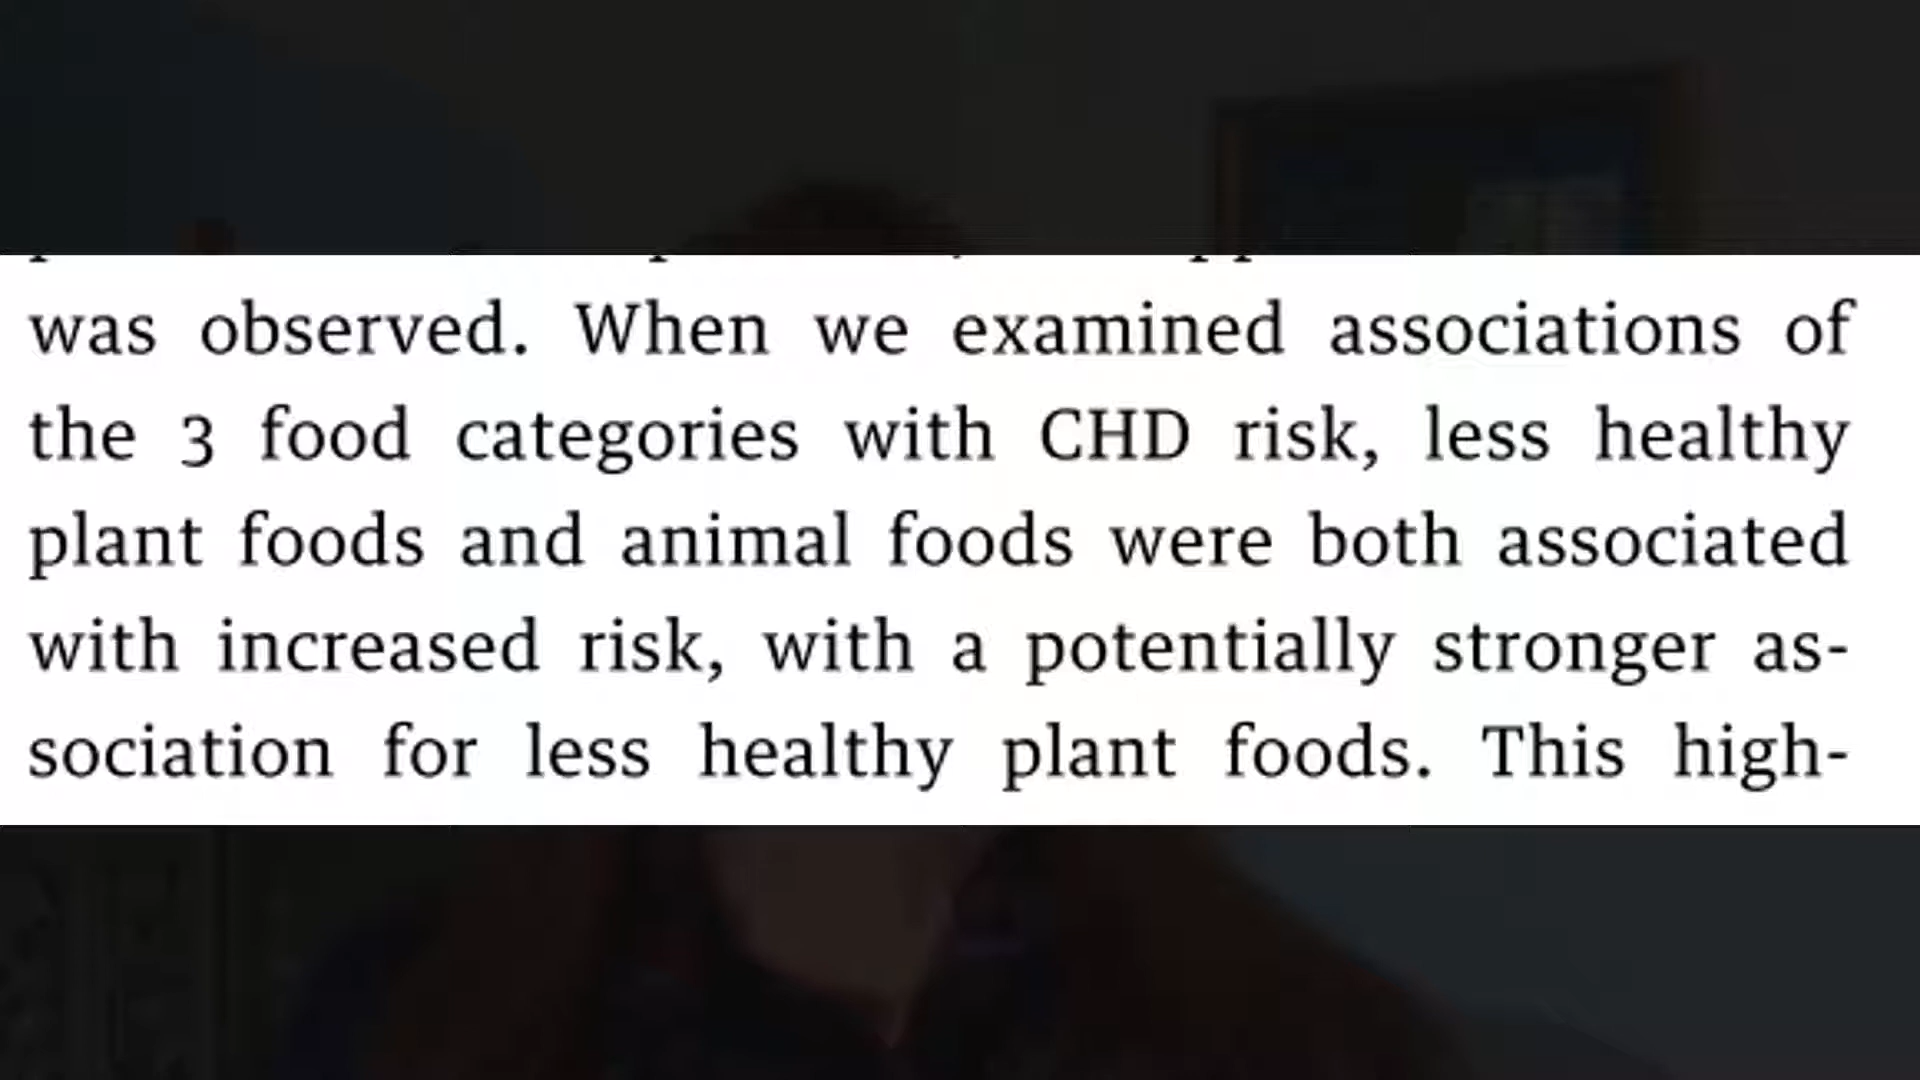 was observed. When we examined associations of
the 3 food categories with CHD risk, less healthy
plant foods and animal foods were both associated
with increased risk, with a potentially stronger as-
sociation for less healthy plant foods. This high-